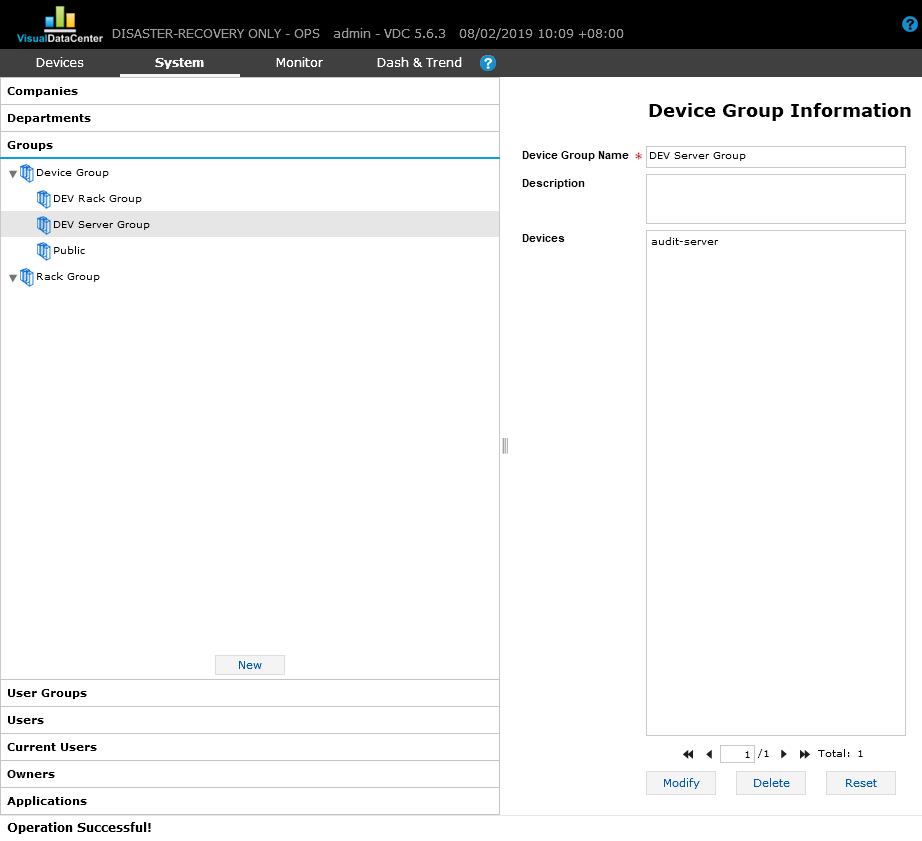 VisualDataCenter DISASTER-RECOVERY ONLY - OPS admin - VDC 5.6.3 08/02/2019 10:09 +08:00 ?
Devices System Monitor Dash & Trend ?
Companies
Departments
Groups
Device Group
DEV Rack Group
DEV Server Group
Public
Rack Group
New
User Groups
Users
Current Users
Owners
Applications
Device Group Information
Device Group Name * DEV Server Group
Description
Devices
audit-server
1 /1 Total: 1
Modify Delete Reset
Operation Successful!